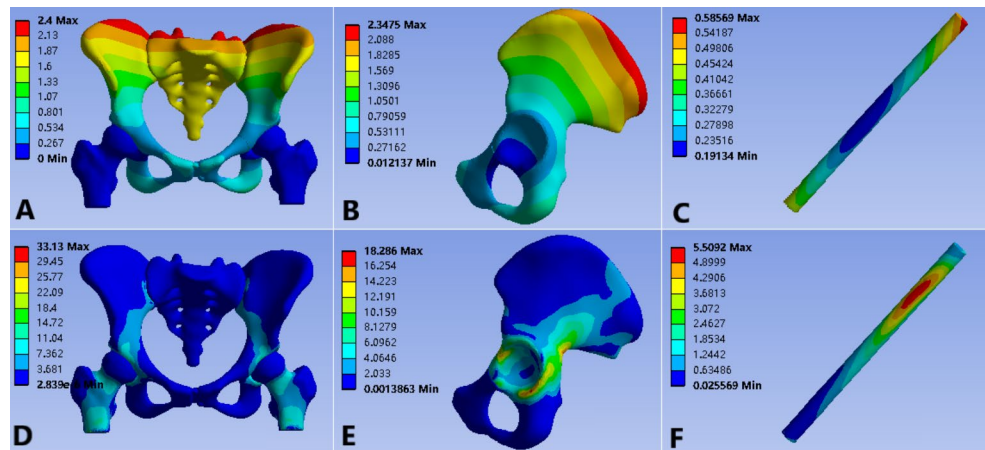 2.4 Max
2.13
1.87
1.6
1.33
1.07
0.801
0.534
0.267
0 Min
A
2.3475 Max
2.088
1.8285
1.569
1.3096
1.0501
0.79059
0.53111
0.27162
0.012137 Min
B
0.58569 Max
0.54187
0.49806
0.45424
0.41042
0.36661
0.32279
0.27898
0.23516
0.19134 Min
C
33.13 Max
29.45
25.77
22.09
18.4
14.72
11.04
7.362
3.681
Min
D
18.286 Max
16.254
14.223
12.191
10.159
8.1279
6.0962
4.0646
2.033
0.0013863 Min
E
5.5092 Max
4.8999
4.2906
3.6813
3.072
2.4627
1.8534
1.2442
0.63486
0.025569 Min
F